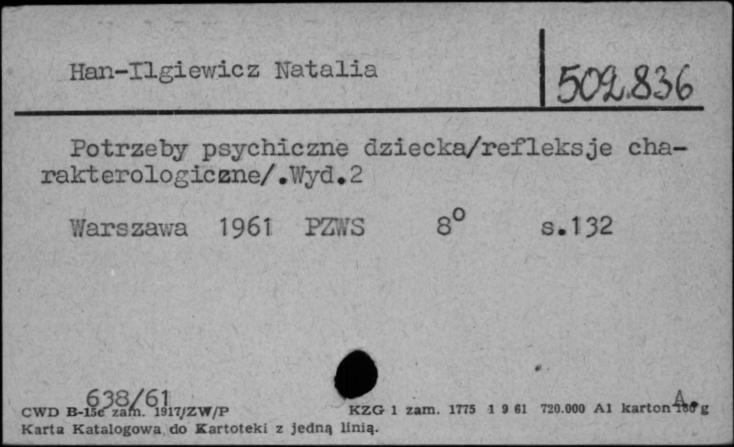 Han-Ilgiewicz Natalia
502.836
Potrzeby psychiczne dziecka/refleksje cha-
rakterologiczne/.Wyd.2
Warszawa 1961 PZWS 8° s.132
638/61
A.
CWD B-15c zam. 1917/ZW/P KZG 1 zam. 1775 1 9 61 720.000 A1 karton 180 g
Karta Katalogowa do Kartoteki z jedną linią.